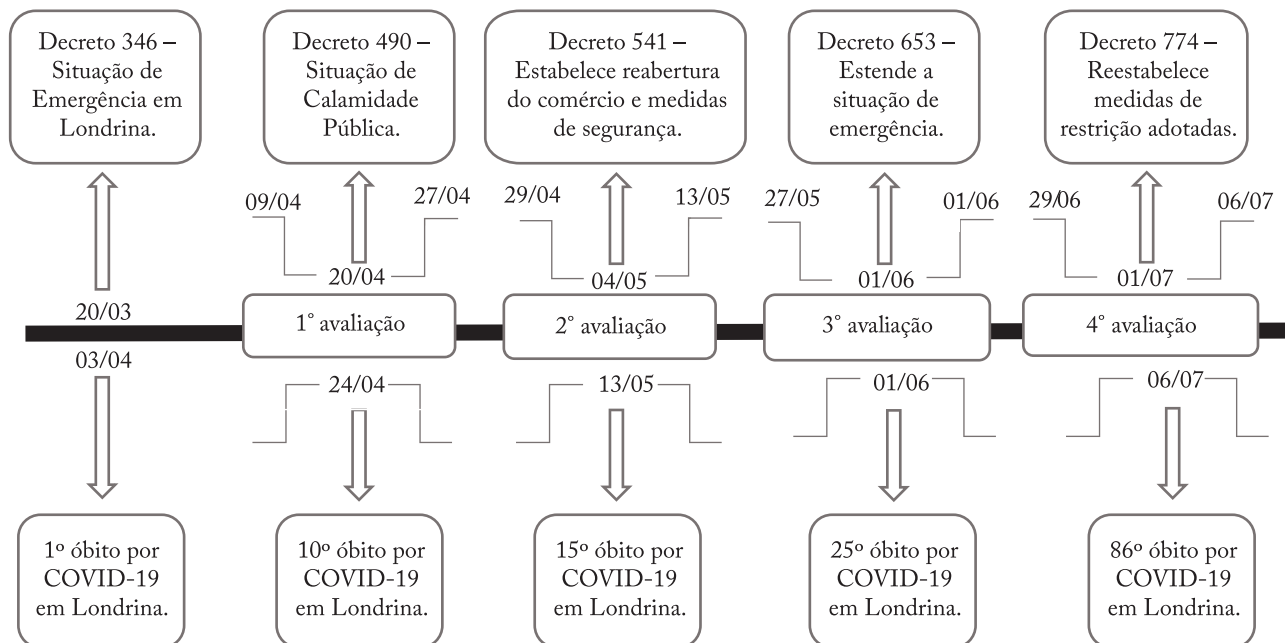 Decreto 346 –
Situação de
Emergência em
Londrina.
Decreto 490 –
Situação de
Calamidade
Pública.
Decreto 541 –
Estabelece reabertura
do comércio e medidas
de segurança.
Decreto 653 –
Estende a
situação de
emergência.
Decreto 774 –
Reestabelece
medidas de
restrição adotadas.
09/04
27/04
29/04
13/05
27/05
01/06
29/06
06/07
20/03
20/04
04/05
01/06
01/07
1° avaliação
2° avaliação
3° avaliação
4° avaliação
03/04
24/04
13/05
01/06
06/07
1º óbito por
COVID-19
em Londrina.
10º óbito por
COVID-19
em Londrina.
15º óbito por
COVID-19
em Londrina.
25º óbito por
COVID-19
em Londrina.
86º óbito por
COVID-19
em Londrina.